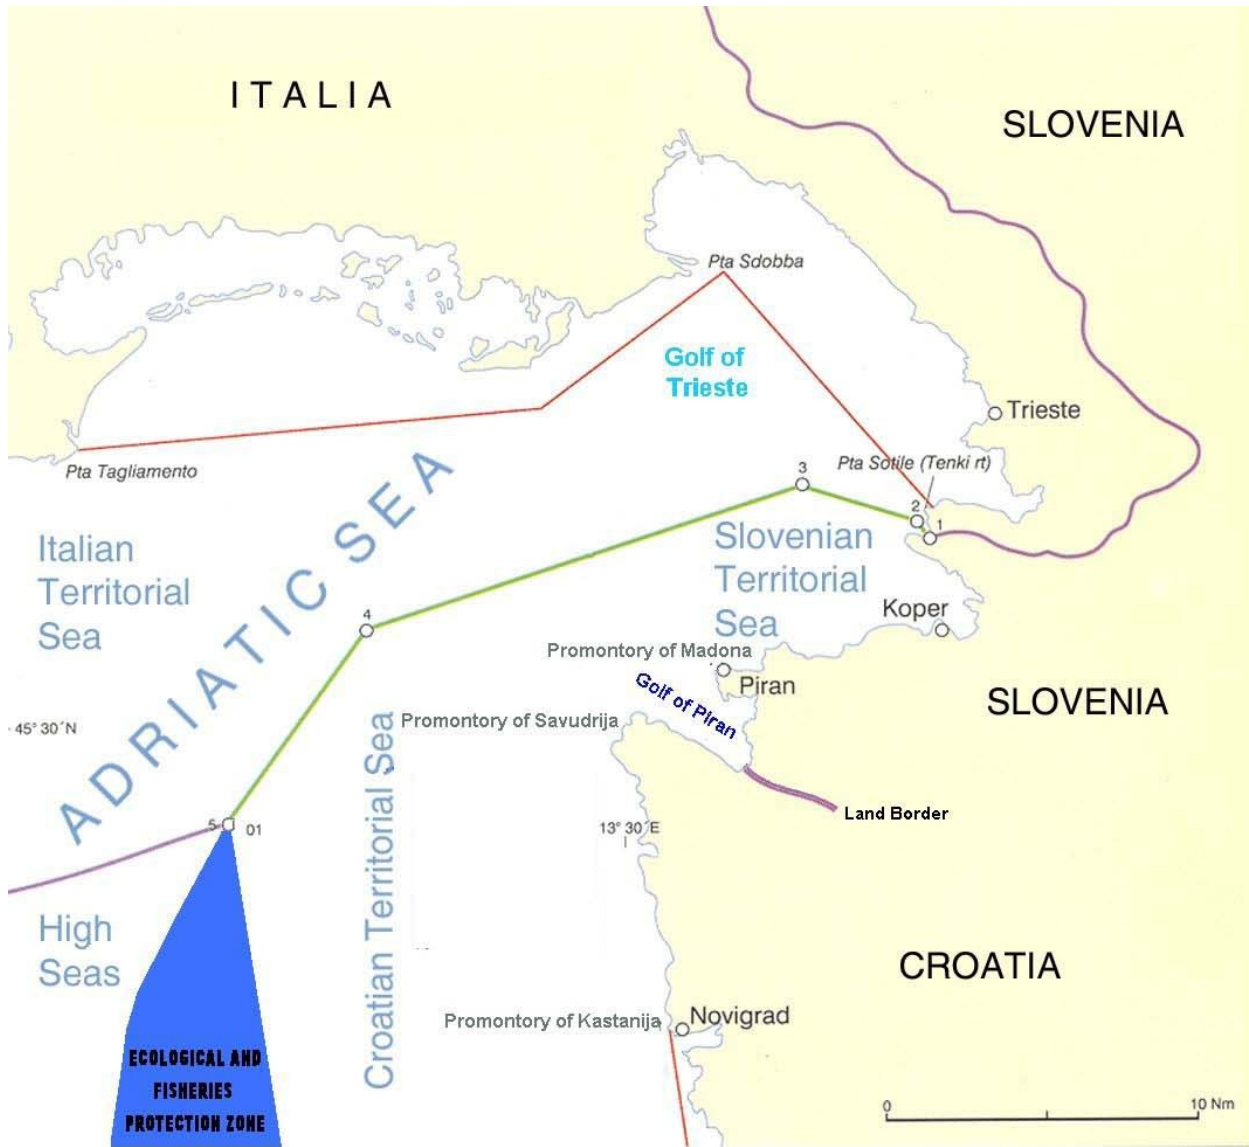 ITALIA
SLOVENIA
Pta Sdobba
Golf of
Trieste
Trieste
Pta Tagliamento
Pta Sotile (Tenki rt)
3
2
1
ADRIATIC SEA
Italian
Territorial
Sea
Slovenian
Territorial
Sea
Koper
4
Promontory of Madona
Piran
Golf of Piran
SLOVENIA
Promontory of Savudrija
45° 30´N
Croatian Territorial Sea
Land Border
5
01
13° 30´E
High
Seas
CROATIA
Promontory of Kastanija
Novigrad
ECOLOGICAL AND
FISHERIES
PROTECTION ZONE
0
10 Nm